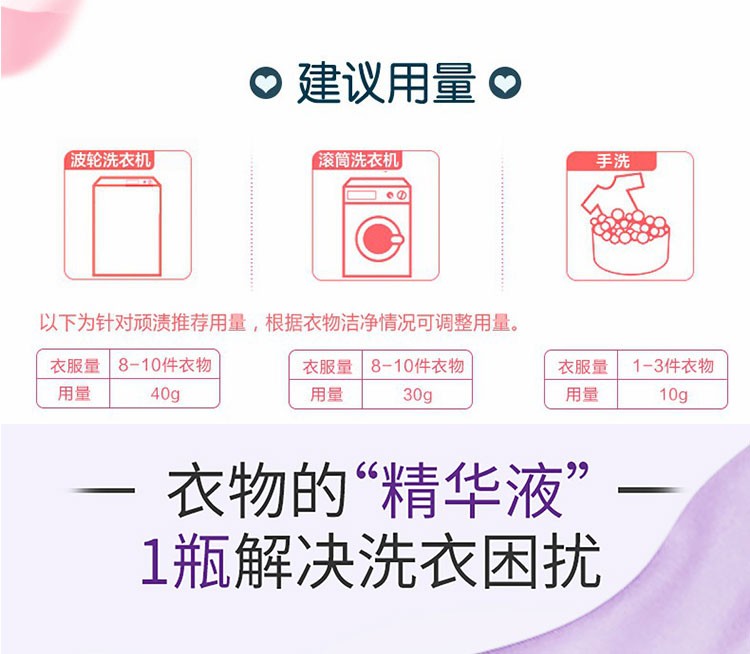 建议用量
波轮洗衣机
滚筒洗衣机
手洗
以下为针对顽渍推荐用量，根据衣物洁净情况可调整用量。
衣服量 8-10件衣物
用量 40g
衣服量 8-10件衣物
用量 30g
衣服量 1-3件衣物
用量 10g
衣物的“精华液”
1瓶解决洗衣困扰